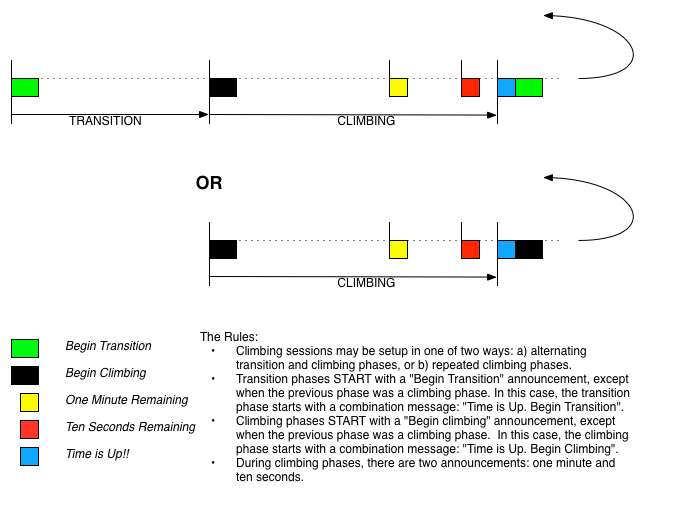 TRANSITION
CLIMBING
OR
CLIMBING
Begin Transition
Begin Climbing
One Minute Remaining
Ten Seconds Remaining
Time is Up!!
The Rules:
• Climbing sessions may be setup in one of two ways: a) alternating
transition and climbing phases, or b) repeated climbing phases.
• Transition phases START with a "Begin Transition" announcement, except
when the previous phase was a climbing phase. In this case, the transition
phase starts with a combination message: "Time is Up. Begin Transition".
• Climbing phases START with a "Begin climbing" announcement, except
when the previous phase was a climbing phase.  In this case, the climbing
phase starts with a combination message: "Time is Up. Begin Climbing".
• During climbing phases, there are two announcements: one minute and
ten seconds.